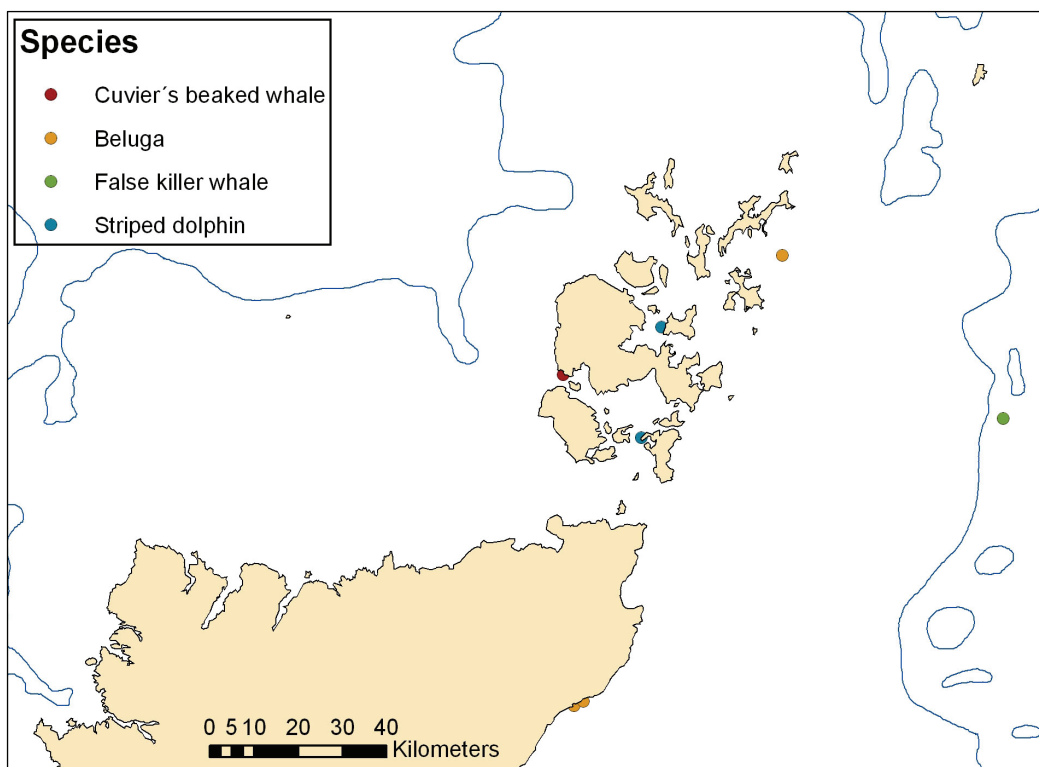 Species
Cuvier´s beaked whale
Beluga
False killer whale
Striped dolphin
0 5 10 20 30 40
Kilometers